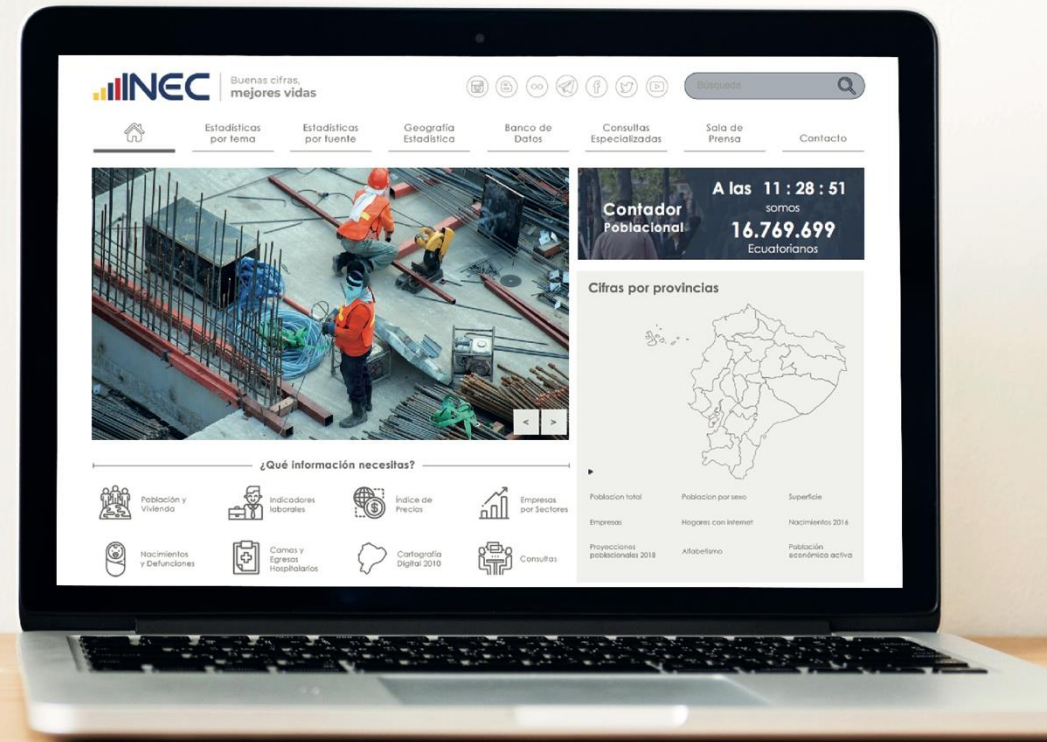 INEC
Buenas cifras,
mejores vidas
Búsqueda
Estadísticas
por tema
Estadísticas
por fuente
Geografía
Estadística
Banco de
Datos
Consultas
Especializadas
Sala de
Prensa
Contacto
Contador
Poblacional
A las 11 : 28 : 51
somos
16.769.699
Ecuatorianos
Cifras por provincias
< >
¿Qué información necesitas?
Población y
Vivienda
Indicadores
laborales
Índice de
Precios
Empresas
por Sectores
Nacimientos
y Defunciones
Camas y
Egresos
Hospitalarios
Cartografía
Digital 2010
Consultas
Poblacion total
Poblacion por sexo
Superficie
Empresas
Hogares con internet
Nacimientos 2016
Proyecciones
poblacionales 2018
Alfabetismo
Población
económica activa